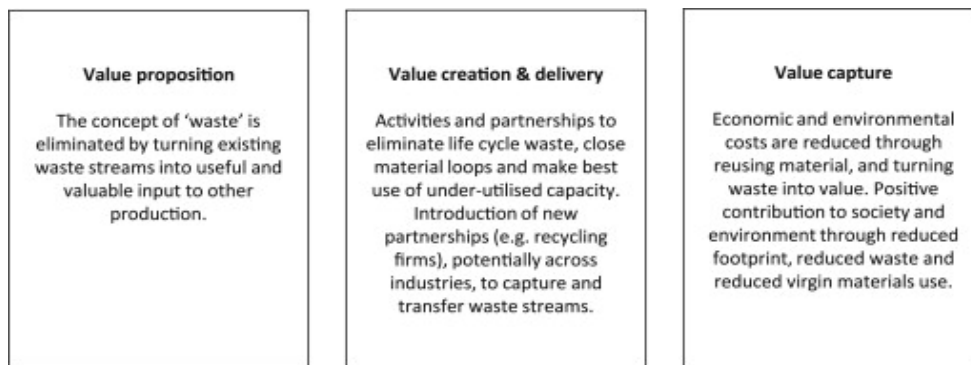 Value proposition
The concept of ‘waste’ is
eliminated by turning existing
waste streams into useful and
valuable input to other
production.
Value creation & delivery
Activities and partnerships to
eliminate life cycle waste, close
material loops and make best
use of under-utilised capacity.
Introduction of new
partnerships (e.g. recycling
firms), potentially across
industries, to capture and
transfer waste streams.
Value capture
Economic and environmental
costs are reduced through
reusing material, and turning
waste into value. Positive
contribution to society and
environment through reduced
footprint, reduced waste and
reduced virgin materials use.